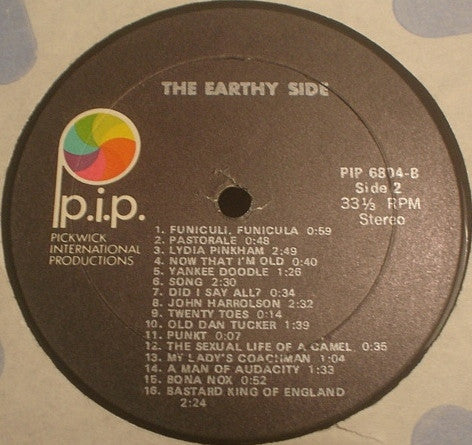 THE EARTHY SIDE
p.i.p.
PICKWICK
INTERNATIONAL
PRODUCTIONS
PIP 6804-B
Side 2
33⅓ RPM
Stereo
1. FUNICULI, FUNICULA 0:59
2. PASTORALE 0:48
3. LYDIA PINKHAM 2:49
4. NOW THAT I'M OLD 0:40
5. YANKEE DOODLE 1:26
6. SONG 2:30
7. DID I SAY ALL? 0:34
8. JOHN HARROLSON 2:32
9. TWENTY TOES 0:14
10. OLD DAN TUCKER 1:39
11. PUNKT 0:07
12. THE SEXUAL LIFE OF A CAMEL 0:35
13. MY LADY'S COACHMAN 1:04
14. A MAN OF AUDACITY 1:33
15. BONA NOX 0:52
16. BASTARD KING OF ENGLAND
2:24